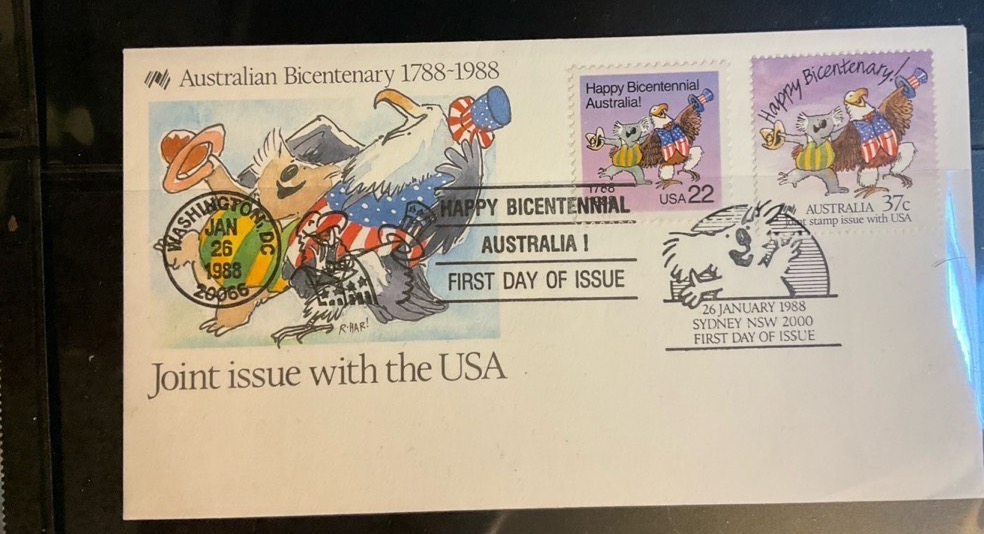 Australian Bicentenary 1788-1988
Happy Bicentennial
Australia!
1788
USA 22
Happy Bicentenary!
AUSTRALIA 37c
Joint stamp issue with USA
WASHINGTON, DC
JAN
26
1988
20066
HAPPY BICENTENNIAL
AUSTRALIA !
FIRST DAY OF ISSUE
26 JANUARY 1988
SYDNEY NSW 2000
FIRST DAY OF ISSUE
R·HAR!
Joint issue with the USA